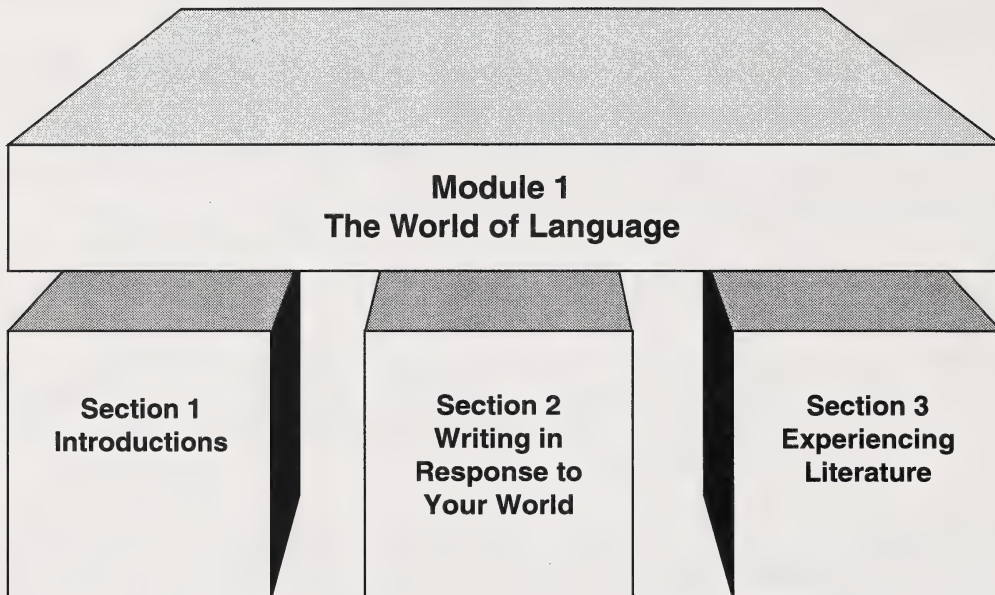 Module 1
The World of Language
Section 1
Introductions
Section 2
Writing in
Response to
Your World
Section 3
Experiencing
Literature